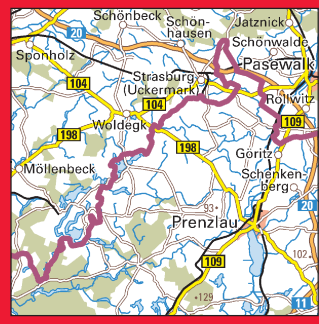 Schönbeck
Jatznick
20
Schön-
hausen
Schönwalde
Sponholz
Pasewalk
Strasburg
(Uckermark)
104
104
Rollwitz
109
Woldegk
198
198
Göritz
Möllenbeck
Schenken-
berg
20
93
Prenzlau
102
109
129
11